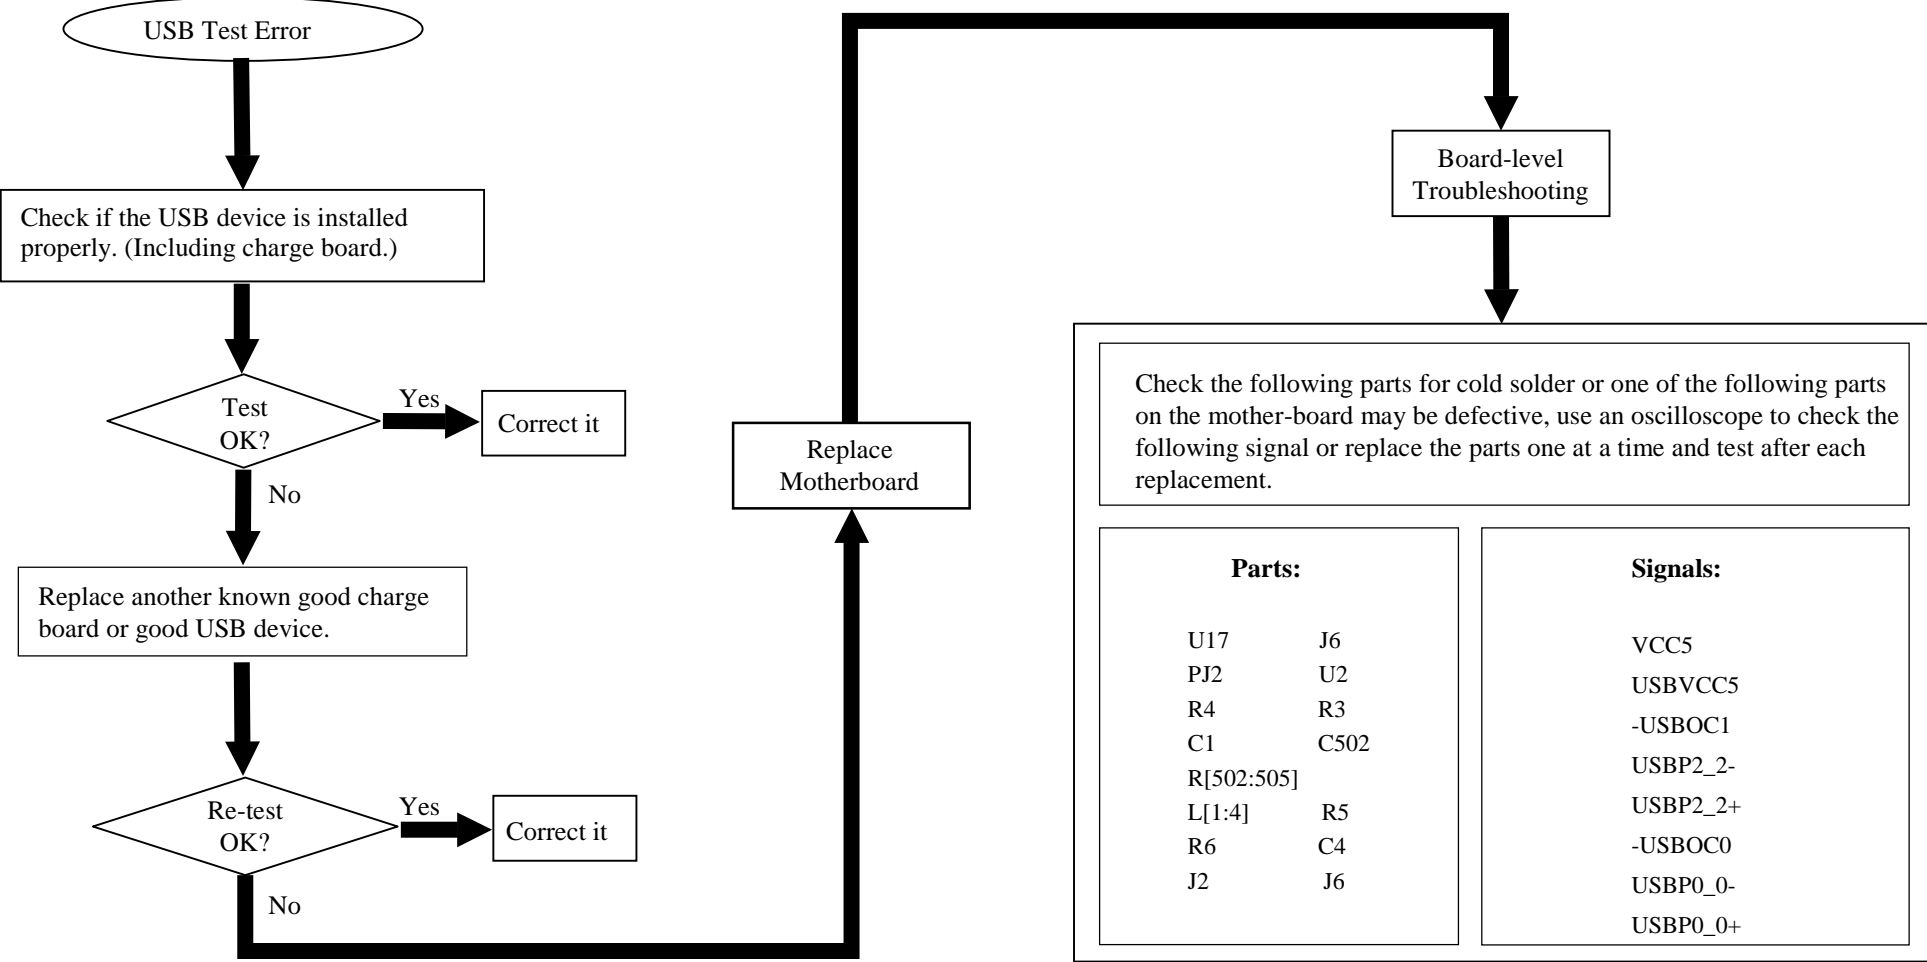 USB Test Error
Check if the USB device is installed
properly. (Including charge board.)
Test
OK?
Yes
Correct it
No
Replace another known good charge
board or good USB device.
Re-test
OK?
Yes
Correct it
No
Replace
Motherboard
Board-level
Troubleshooting
Check the following parts for cold solder or one of the following parts
on the mother-board may be defective, use an oscilloscope to check the
following signal or replace the parts one at a time and test after each
replacement.
Parts:
U17 J6
PJ2 U2
R4 R3
C1 C502
R[502:505]
L[1:4] R5
R6 C4
J2 J6
Signals:
VCC5
USBVCC5
-USBOC1
USBP2_2-
USBP2_2+
-USBOC0
USBP0_0-
USBP0_0+